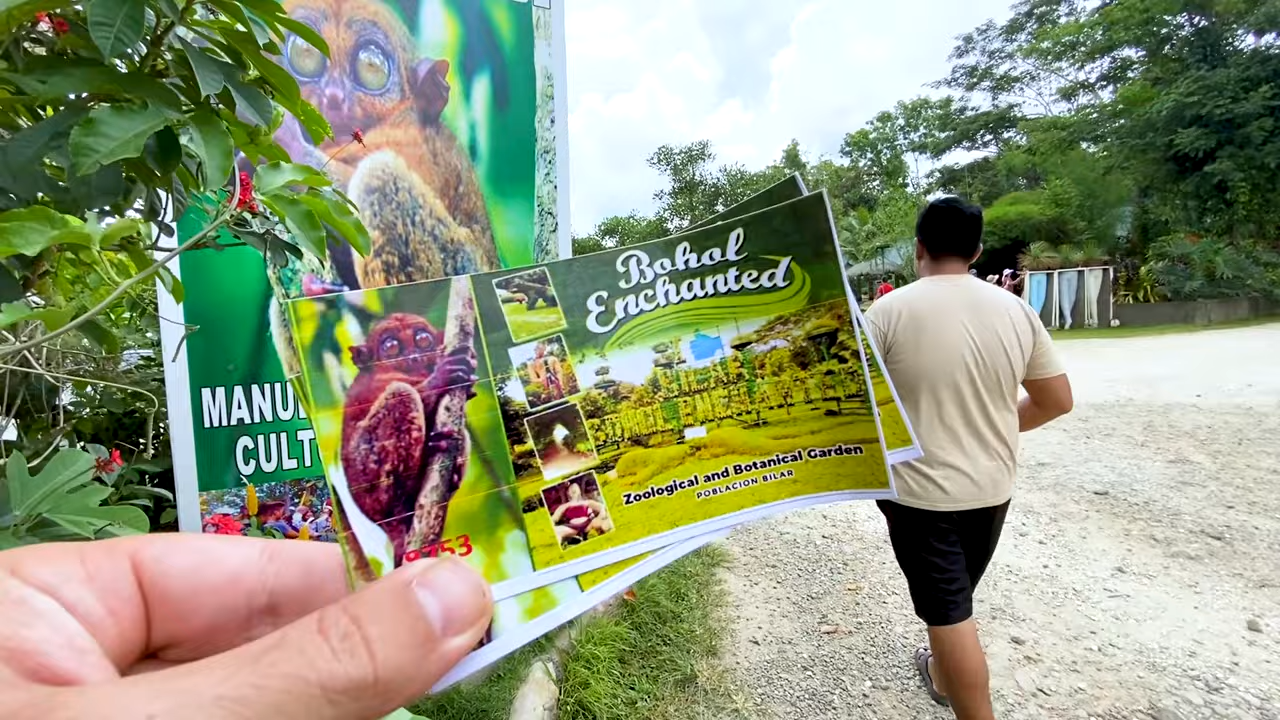 MANU
CULT
Bohol
Enchanted
Zoological and Botanical Garden
POBLACION BILAR